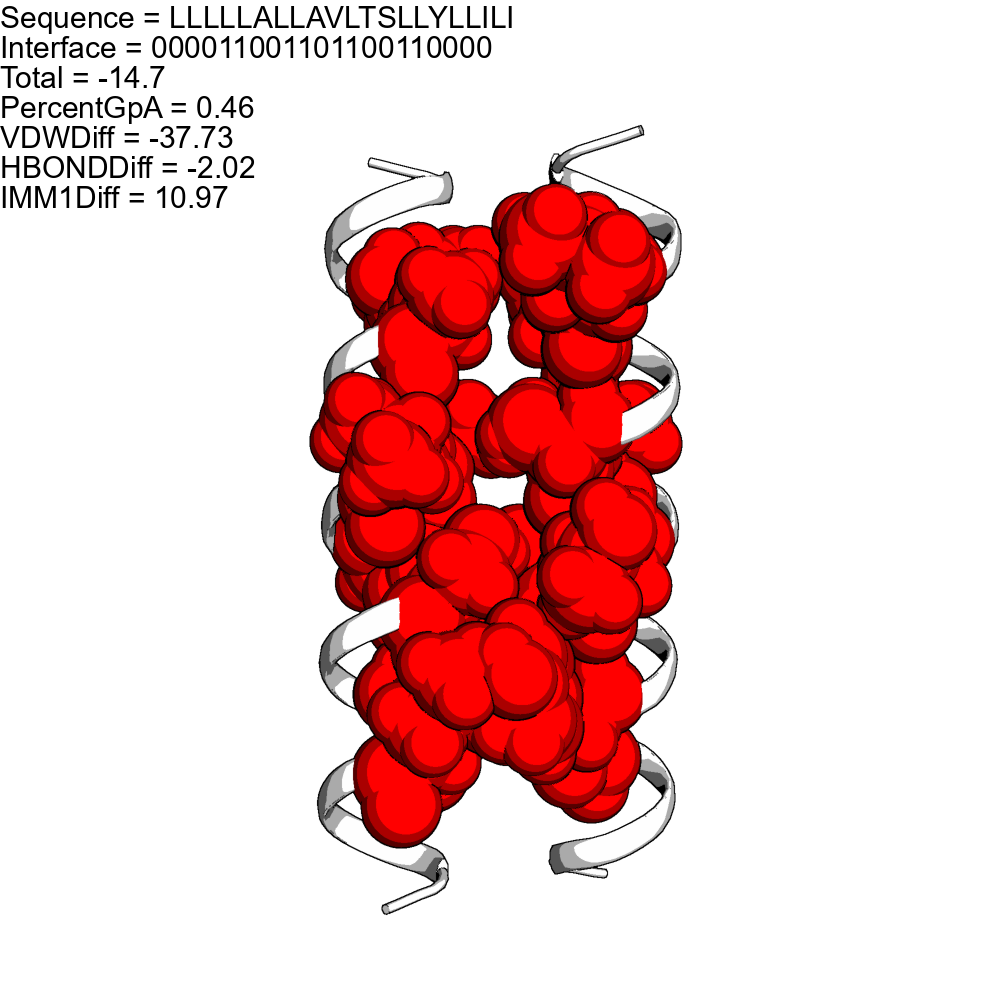 Sequence = LLLLLALLAVLTSLLYLLILI
Interface = 000011001101100110000
Total = -14.7
PercentGpA = 0.46
VDWDiff = -37.73
HBONDDiff = -2.02
IMM1Diff = 10.97